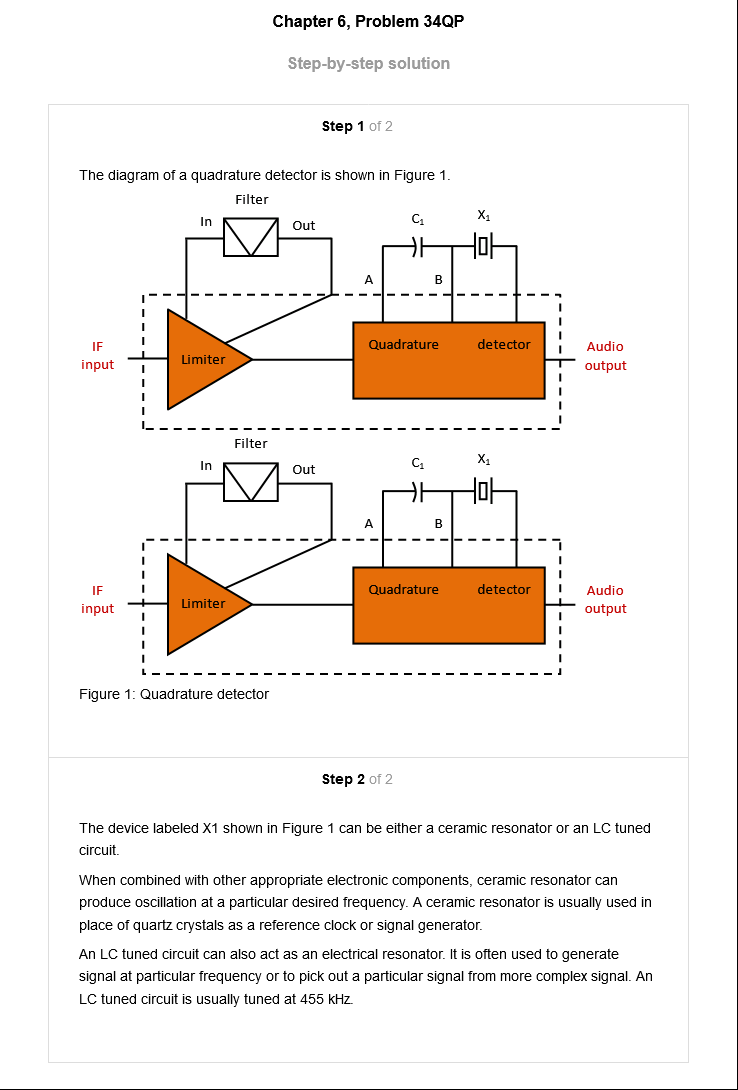 Chapter 6, Problem 34QP
Step-by-step solution
Step 1 of 2
The diagram of a quadrature detector is shown in Figure 1.
Filter
In
Out
C₁
X₁
A
B
IF
input
Limiter
Quadrature detector
Audio
output
Filter
In
Out
C₁
X₁
A
B
IF
input
Limiter
Quadrature detector
Audio
output
Figure 1: Quadrature detector
Step 2 of 2
The device labeled X1 shown in Figure 1 can be either a ceramic resonator or an LC tuned
circuit.
When combined with other appropriate electronic components, ceramic resonator can
produce oscillation at a particular desired frequency. A ceramic resonator is usually used in
place of quartz crystals as a reference clock or signal generator.
An LC tuned circuit can also act as an electrical resonator. It is often used to generate
signal at particular frequency or to pick out a particular signal from more complex signal. An
LC tuned circuit is usually tuned at 455 kHz.